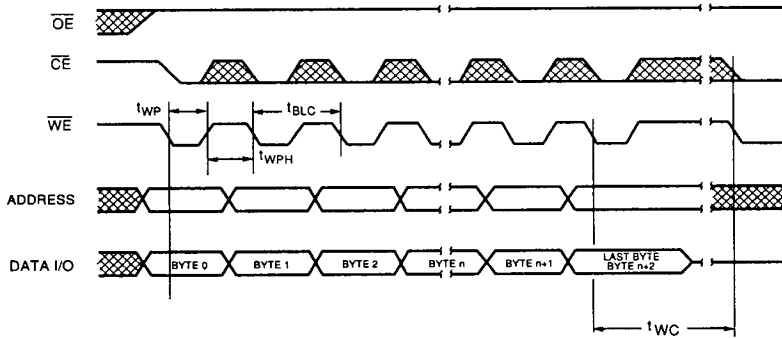 OE
CE
tWP
tBLC
WE
tWPH
ADDRESS
DATA I/O
BYTE 0
BYTE 1
BYTE 2
BYTE n
BYTE n+1
LAST BYTE
BYTE n+2
tWC